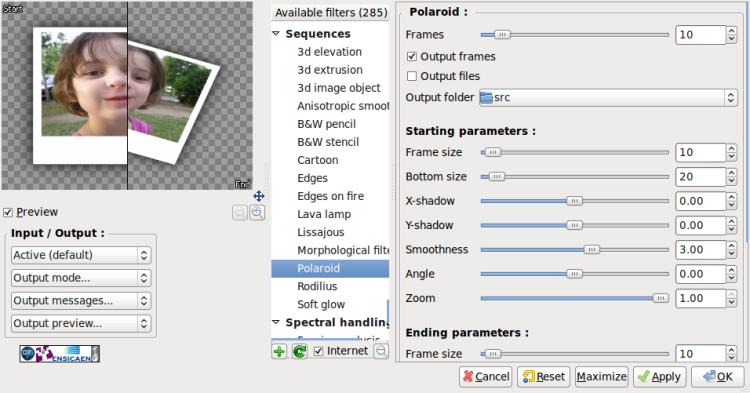 Start
End
Preview
Input / Output :
Active (default)
Output mode...
Output messages...
Output preview...
ENSICAEN
Available filters (285)
Sequences
3d elevation
3d extrusion
3d image object
Anisotropic smoot
B&W pencil
B&W stencil
Cartoon
Edges
Edges on fire
Lava lamp
Lissajous
Morphological filte
Polaroid
Rodilius
Soft glow
Spectral handling
Internet
Polaroid :
Frames 10
Output frames
Output files
Output folder src
Starting parameters :
Frame size 10
Bottom size 20
X-shadow 0.00
Y-shadow 0.00
Smoothness 3.00
Angle 0.00
Zoom 1.00
Ending parameters :
Frame size 10
Cancel Reset Maximize Apply OK